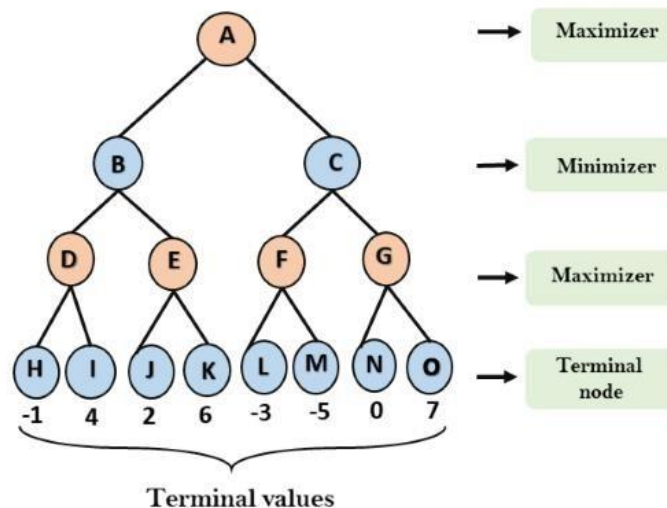 A
Maximizer
B
C
Minimizer
D
E
F
G
Maximizer
H
I
J
K
L
M
N
O
Terminal
node
-1
4
2
6
-3
-5
0
7
Terminal values